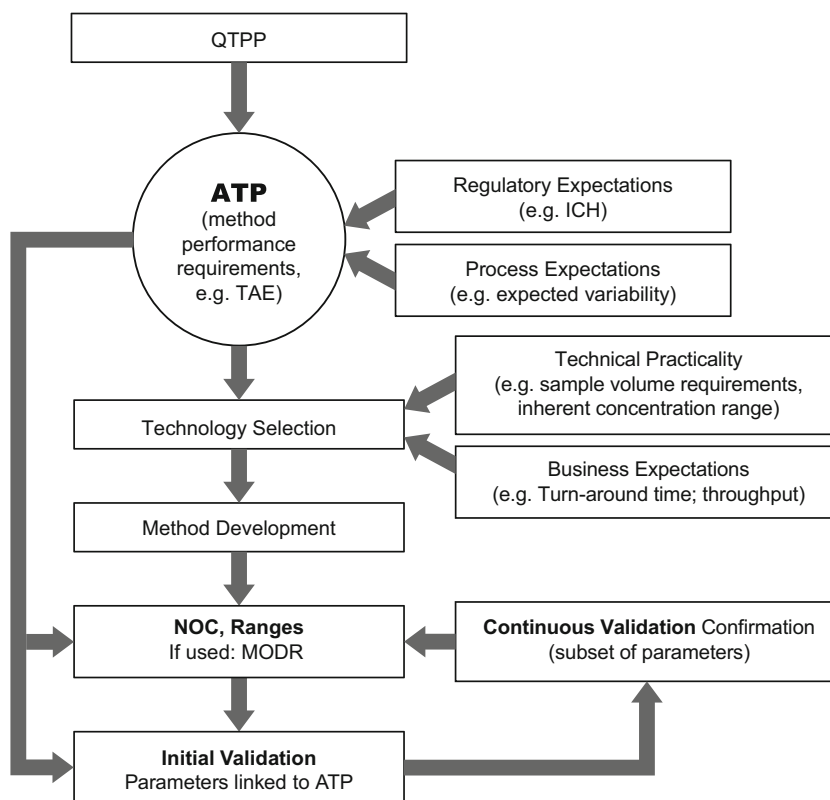 QTPP
ATP
(method
performance
requirements,
e.g. TAE)
Regulatory Expectations
(e.g. ICH)
Process Expectations
(e.g. expected variability)
Technical Practicality
(e.g. sample volume requirements,
inherent concentration range)
Technology Selection
Business Expectations
(e.g. Turn-around time; throughput)
Method Development
NOC, Ranges
If used: MODR
Continuous Validation Confirmation
(subset of parameters)
Initial Validation
Parameters linked to ATP